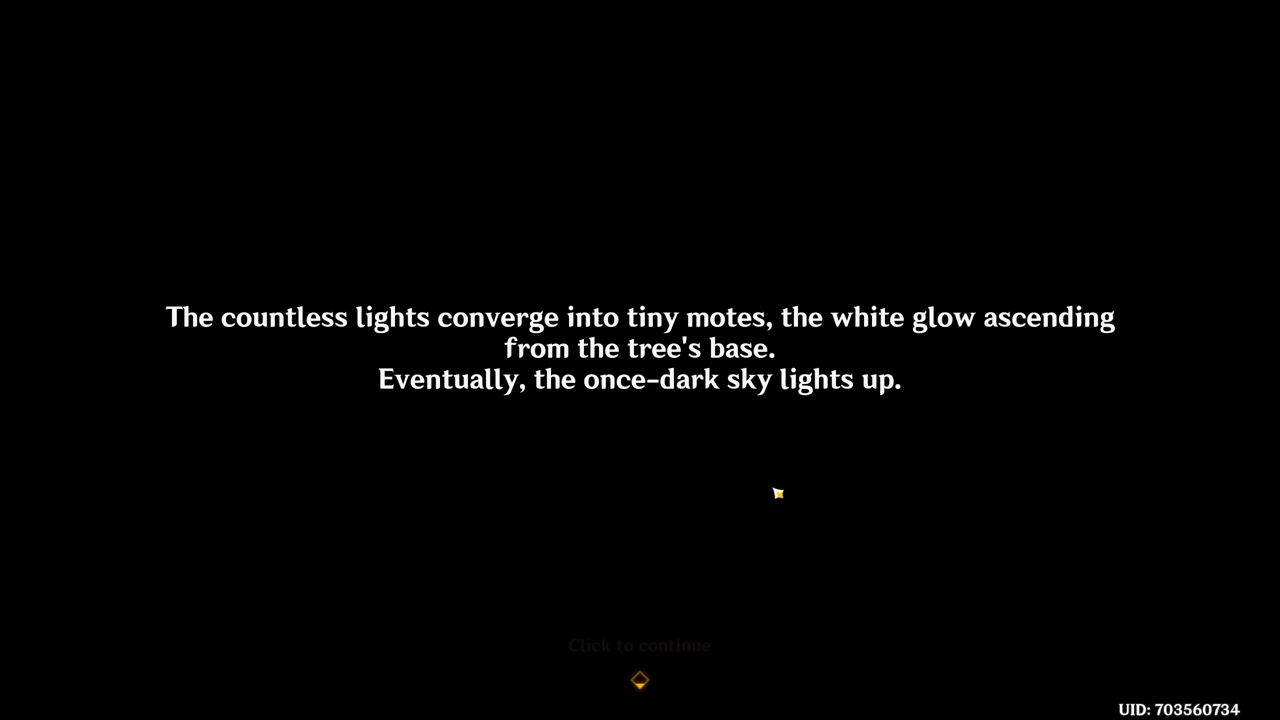 The countless lights converge into tiny motes, the white glow ascending
from the tree's base.
Eventually, the once-dark sky lights up.
Click to continue
UID: 703560734